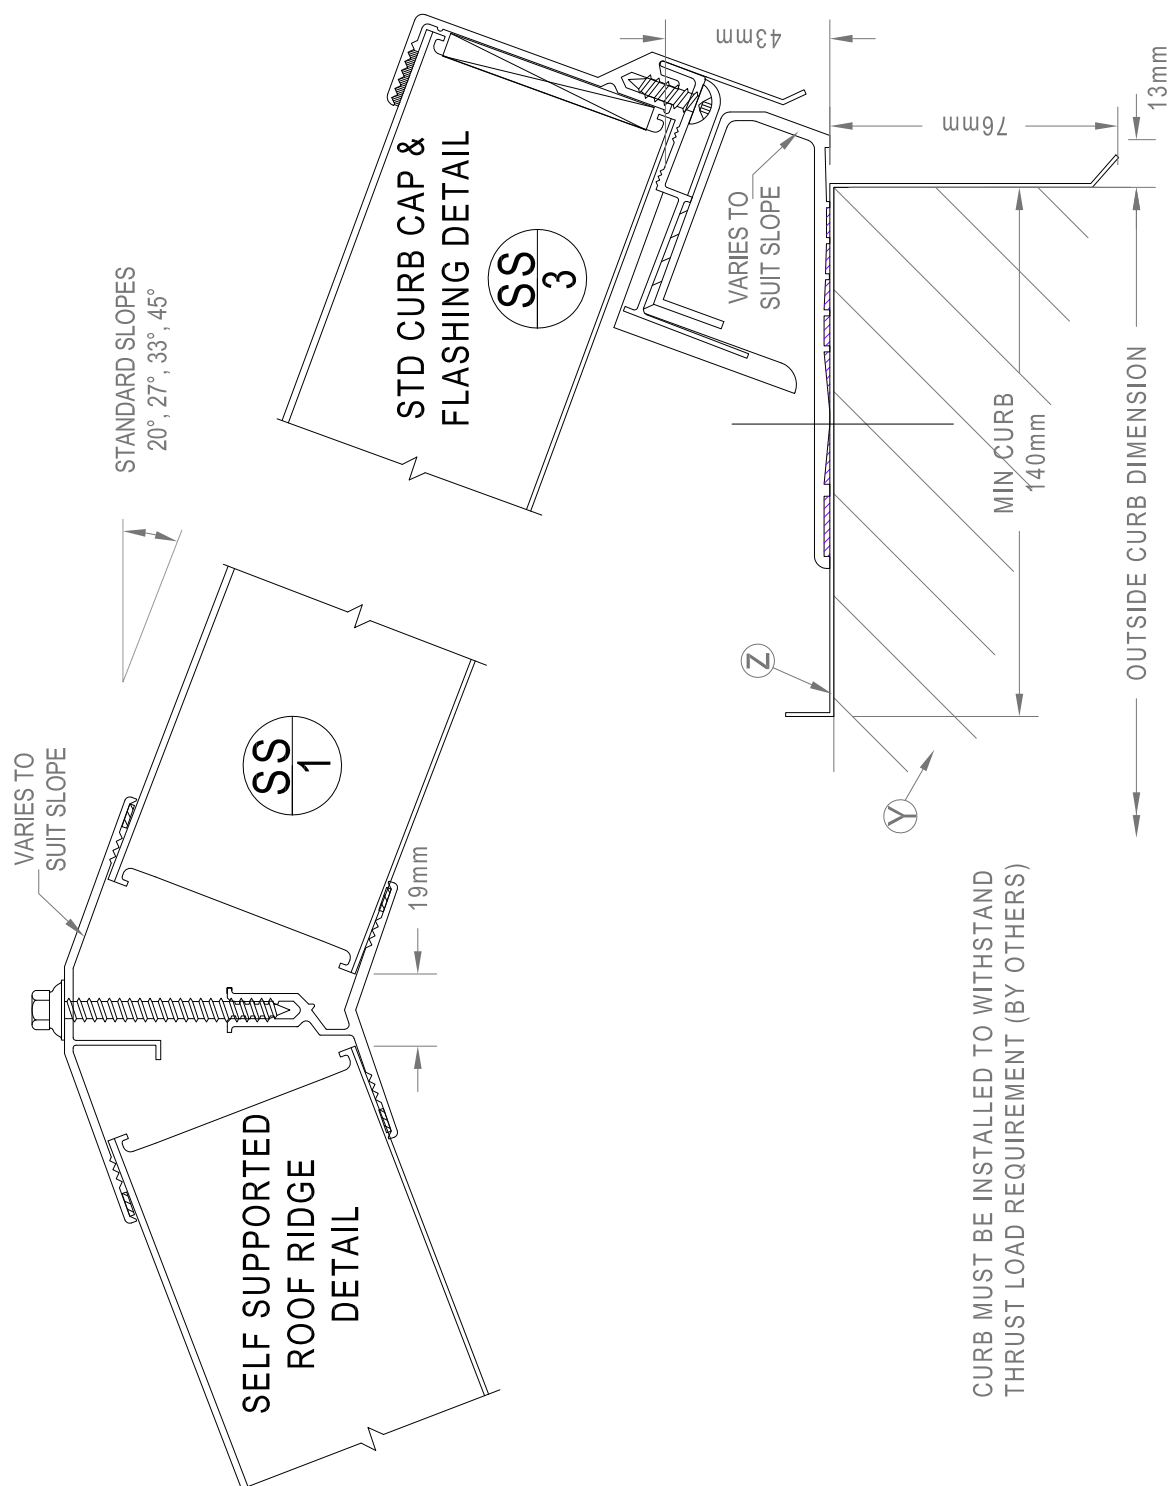 STANDARD SLOPES
20°, 27°, 33°, 45°
VARIES TO
SUIT SLOPE
SS
1
19mm
SELF SUPPORTED
ROOF RIDGE
DETAIL
STD CURB CAP &
FLASHING DETAIL
SS
3
43mm
VARIES TO
SUIT SLOPE
76mm
13mm
MIN CURB
140mm
OUTSIDE CURB DIMENSION
Z
Y
CURB MUST BE INSTALLED TO WITHSTAND
THRUST LOAD REQUIREMENT (BY OTHERS)